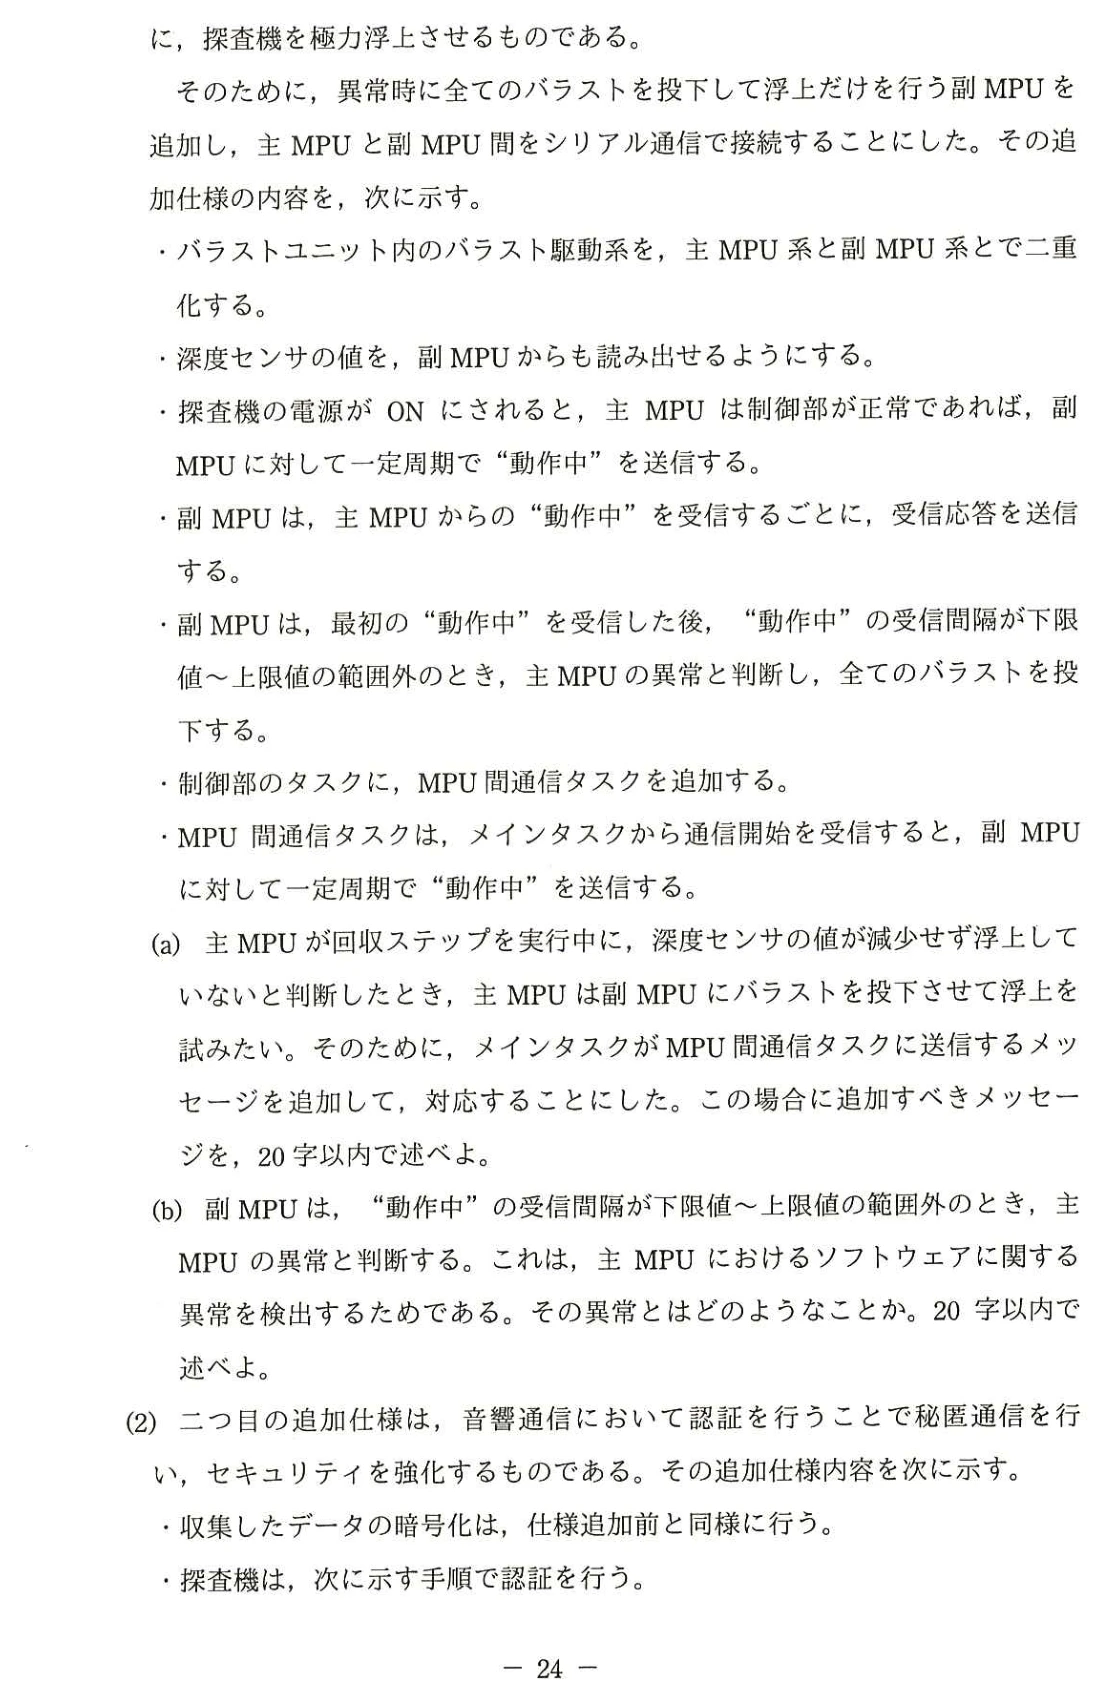 に，探査機を極力浮上させるものである。
そのために，異常時に全てのバラストを投下して浮上だけを行う副 MPU を
追加し，主 MPU と副 MPU 間をシリアル通信で接続することにした。その追
加仕様の内容を，次に示す。
・バラストユニット内のバラスト駆動系を，主 MPU 系と副 MPU 系とで二重
化する。
・深度センサの値を，副 MPU からも読み出せるようにする。
・探査機の電源が ON にされると，主 MPU は制御部が正常であれば，副
MPU に対して一定周期で“動作中”を送信する。
・副 MPU は，主 MPU からの“動作中”を受信するごとに，受信応答を送信
する。
・副 MPU は，最初の“動作中”を受信した後，“動作中”の受信間隔が下限
値～上限値の範囲外のとき，主 MPU の異常と判断し，全てのバラストを投
下する。
・制御部のタスクに，MPU 間通信タスクを追加する。
・MPU 間通信タスクは，メインタスクから通信開始を受信すると，副 MPU
に対して一定周期で“動作中”を送信する。
(a) 主 MPU が回収ステップを実行中に，深度センサの値が減少せず浮上して
いないと判断したとき，主 MPU は副 MPU にバラストを投下させて浮上を
試みたい。そのために，メインタスクが MPU 間通信タスクに送信するメッ
セージを追加して，対応することにした。この場合に追加すべきメッセー
ジを，20 字以内で述べよ。
(b) 副 MPU は，“動作中”の受信間隔が下限値～上限値の範囲外のとき，主
MPU の異常と判断する。これは，主 MPU におけるソフトウェアに関する
異常を検出するためである。その異常とはどのようなことか。20 字以内で
述べよ。
(2) 二つ目の追加仕様は，音響通信において認証を行うことで秘匿通信を行
い，セキュリティを強化するものである。その追加仕様内容を次に示す。
・収集したデータの暗号化は，仕様追加前と同様に行う。
・探査機は，次に示す手順で認証を行う。
－ 24 －